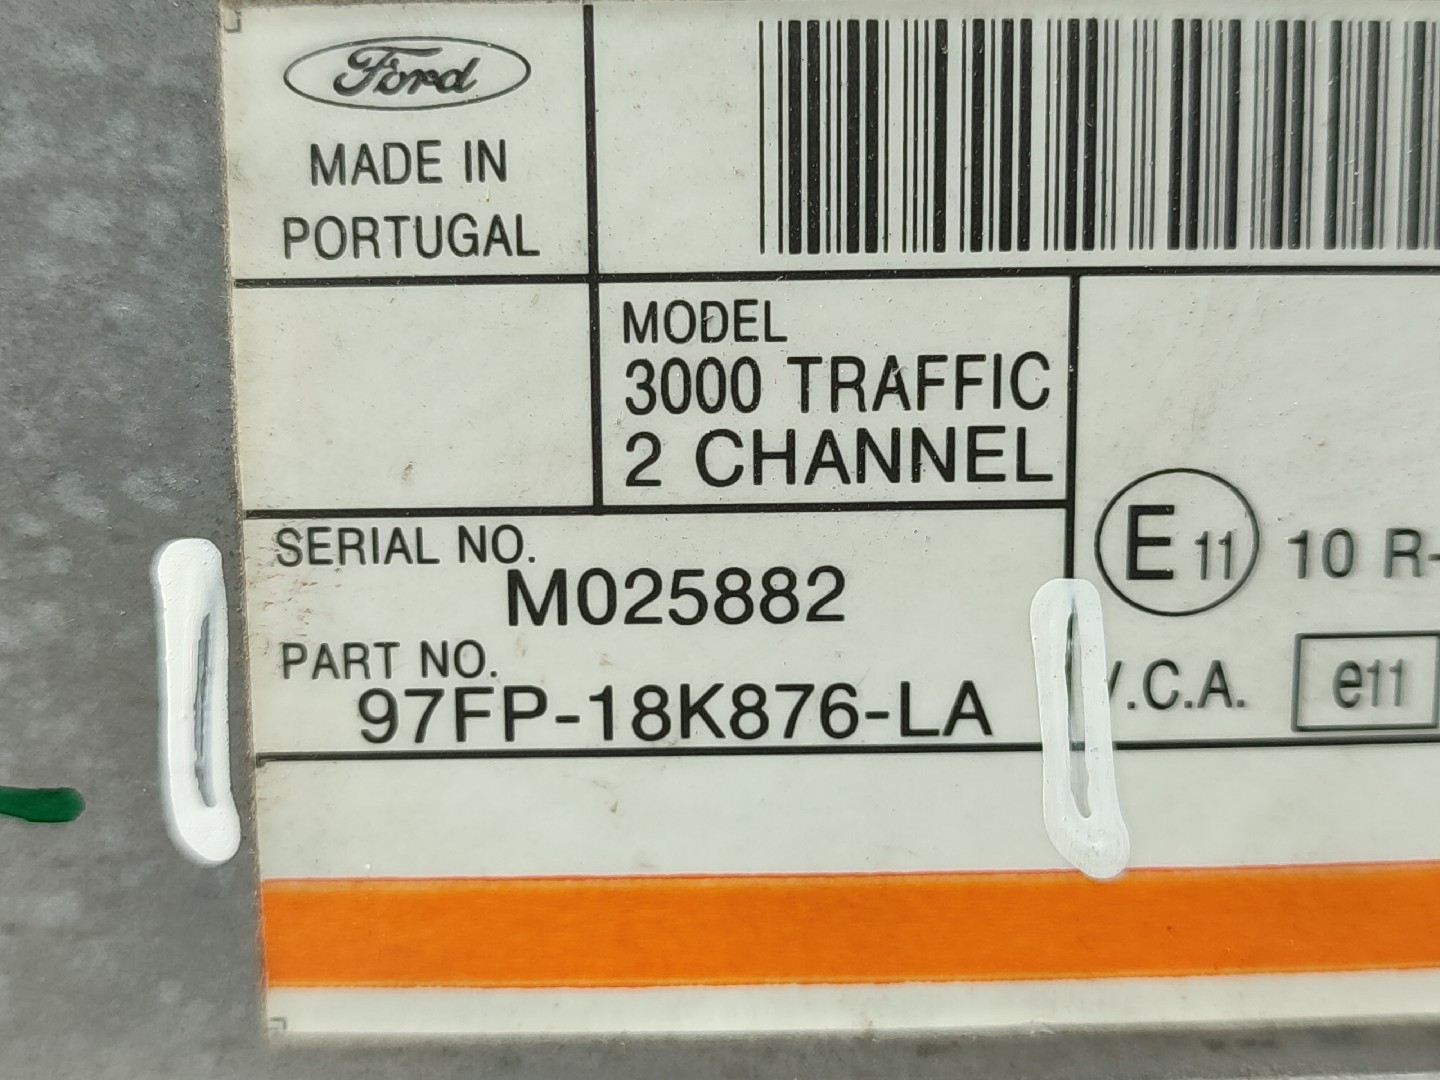 Ford
MADE IN
PORTUGAL
MODEL
3000 TRAFFIC
2 CHANNEL
SERIAL NO.
M025882
PART NO.
97FP-18K876-LA
E 11 10 R-
V.C.A. e11